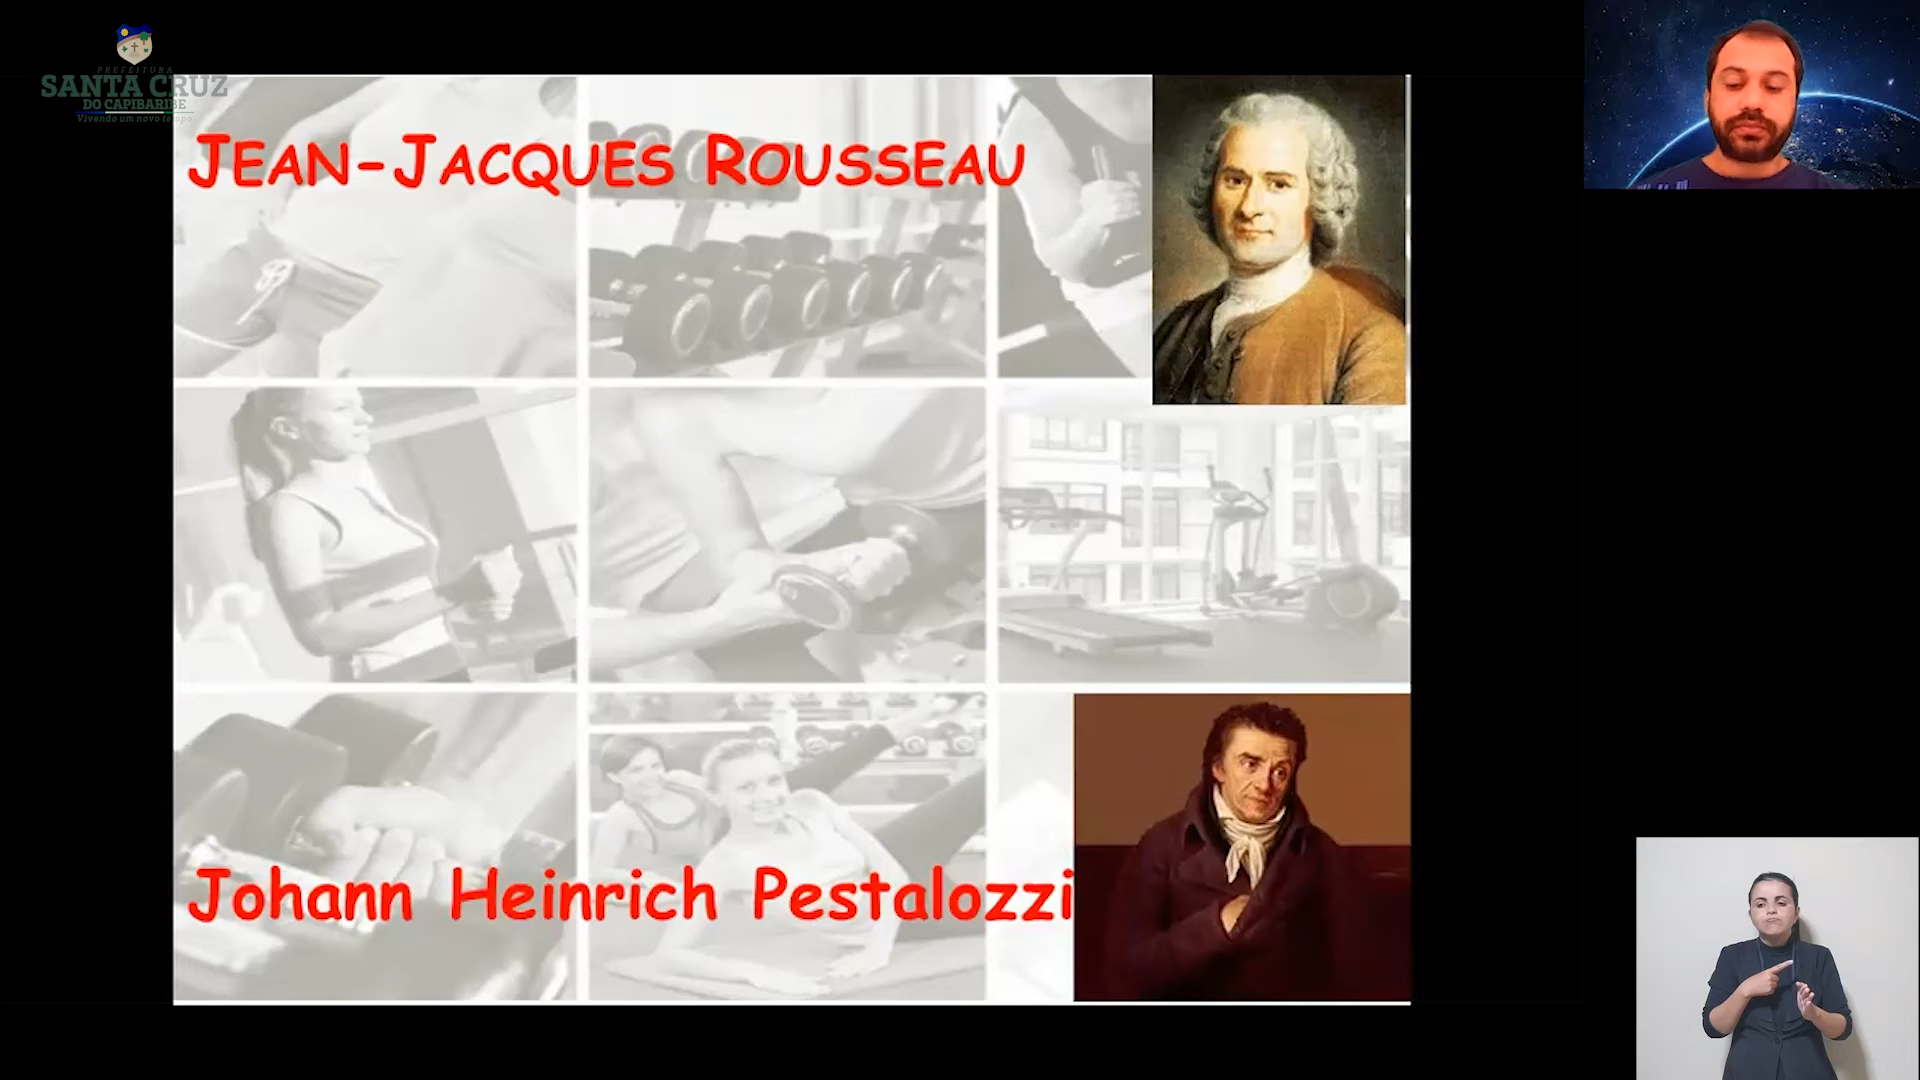 PREFEITURA
SANTA CRUZ
DO CAPIBARIBE
Vivendo um novo tempo
JEAN-JACQUES ROUSSEAU
Johann Heinrich Pestalozzi